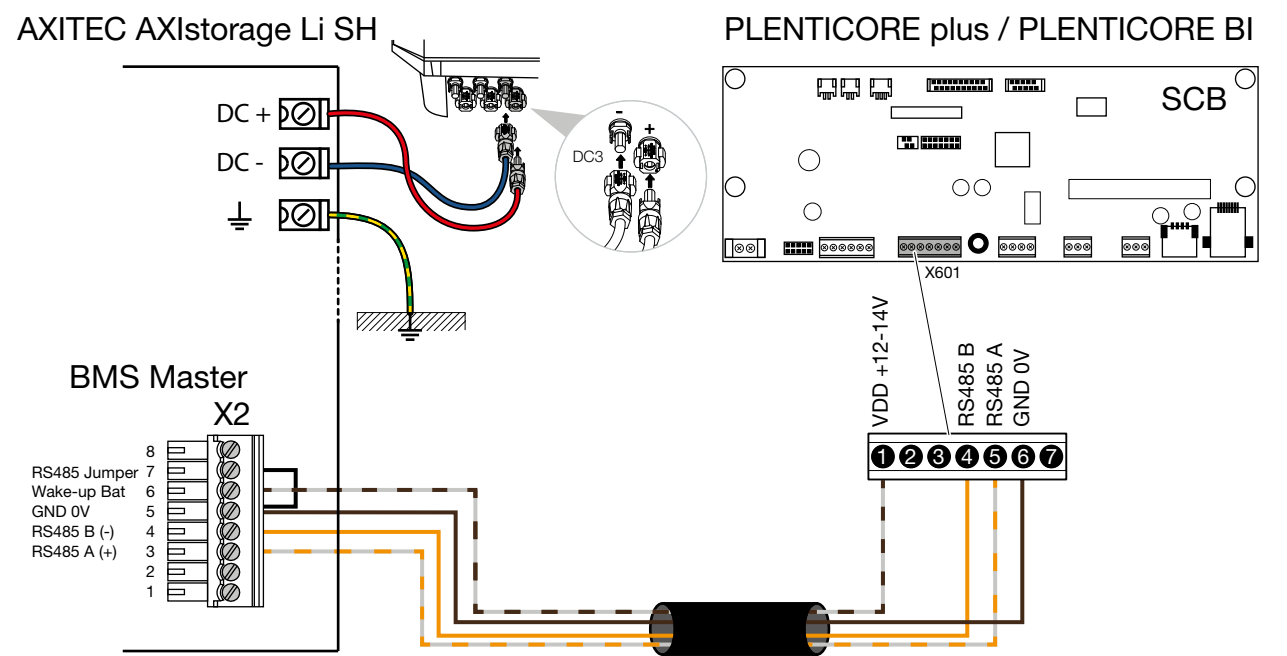 AXITEC AXIstorage Li SH
PLENTICORE plus / PLENTICORE BI
SCB
DC +
DC -
-
+
DC3
X601
VDD +12-14V
RS485 B
RS485 A
GND 0V
1 2 3 4 5 6 7
BMS Master
X2
8
RS485 Jumper 7
Wake-up Bat 6
GND 0V 5
RS485 B (-) 4
RS485 A (+) 3
2
1